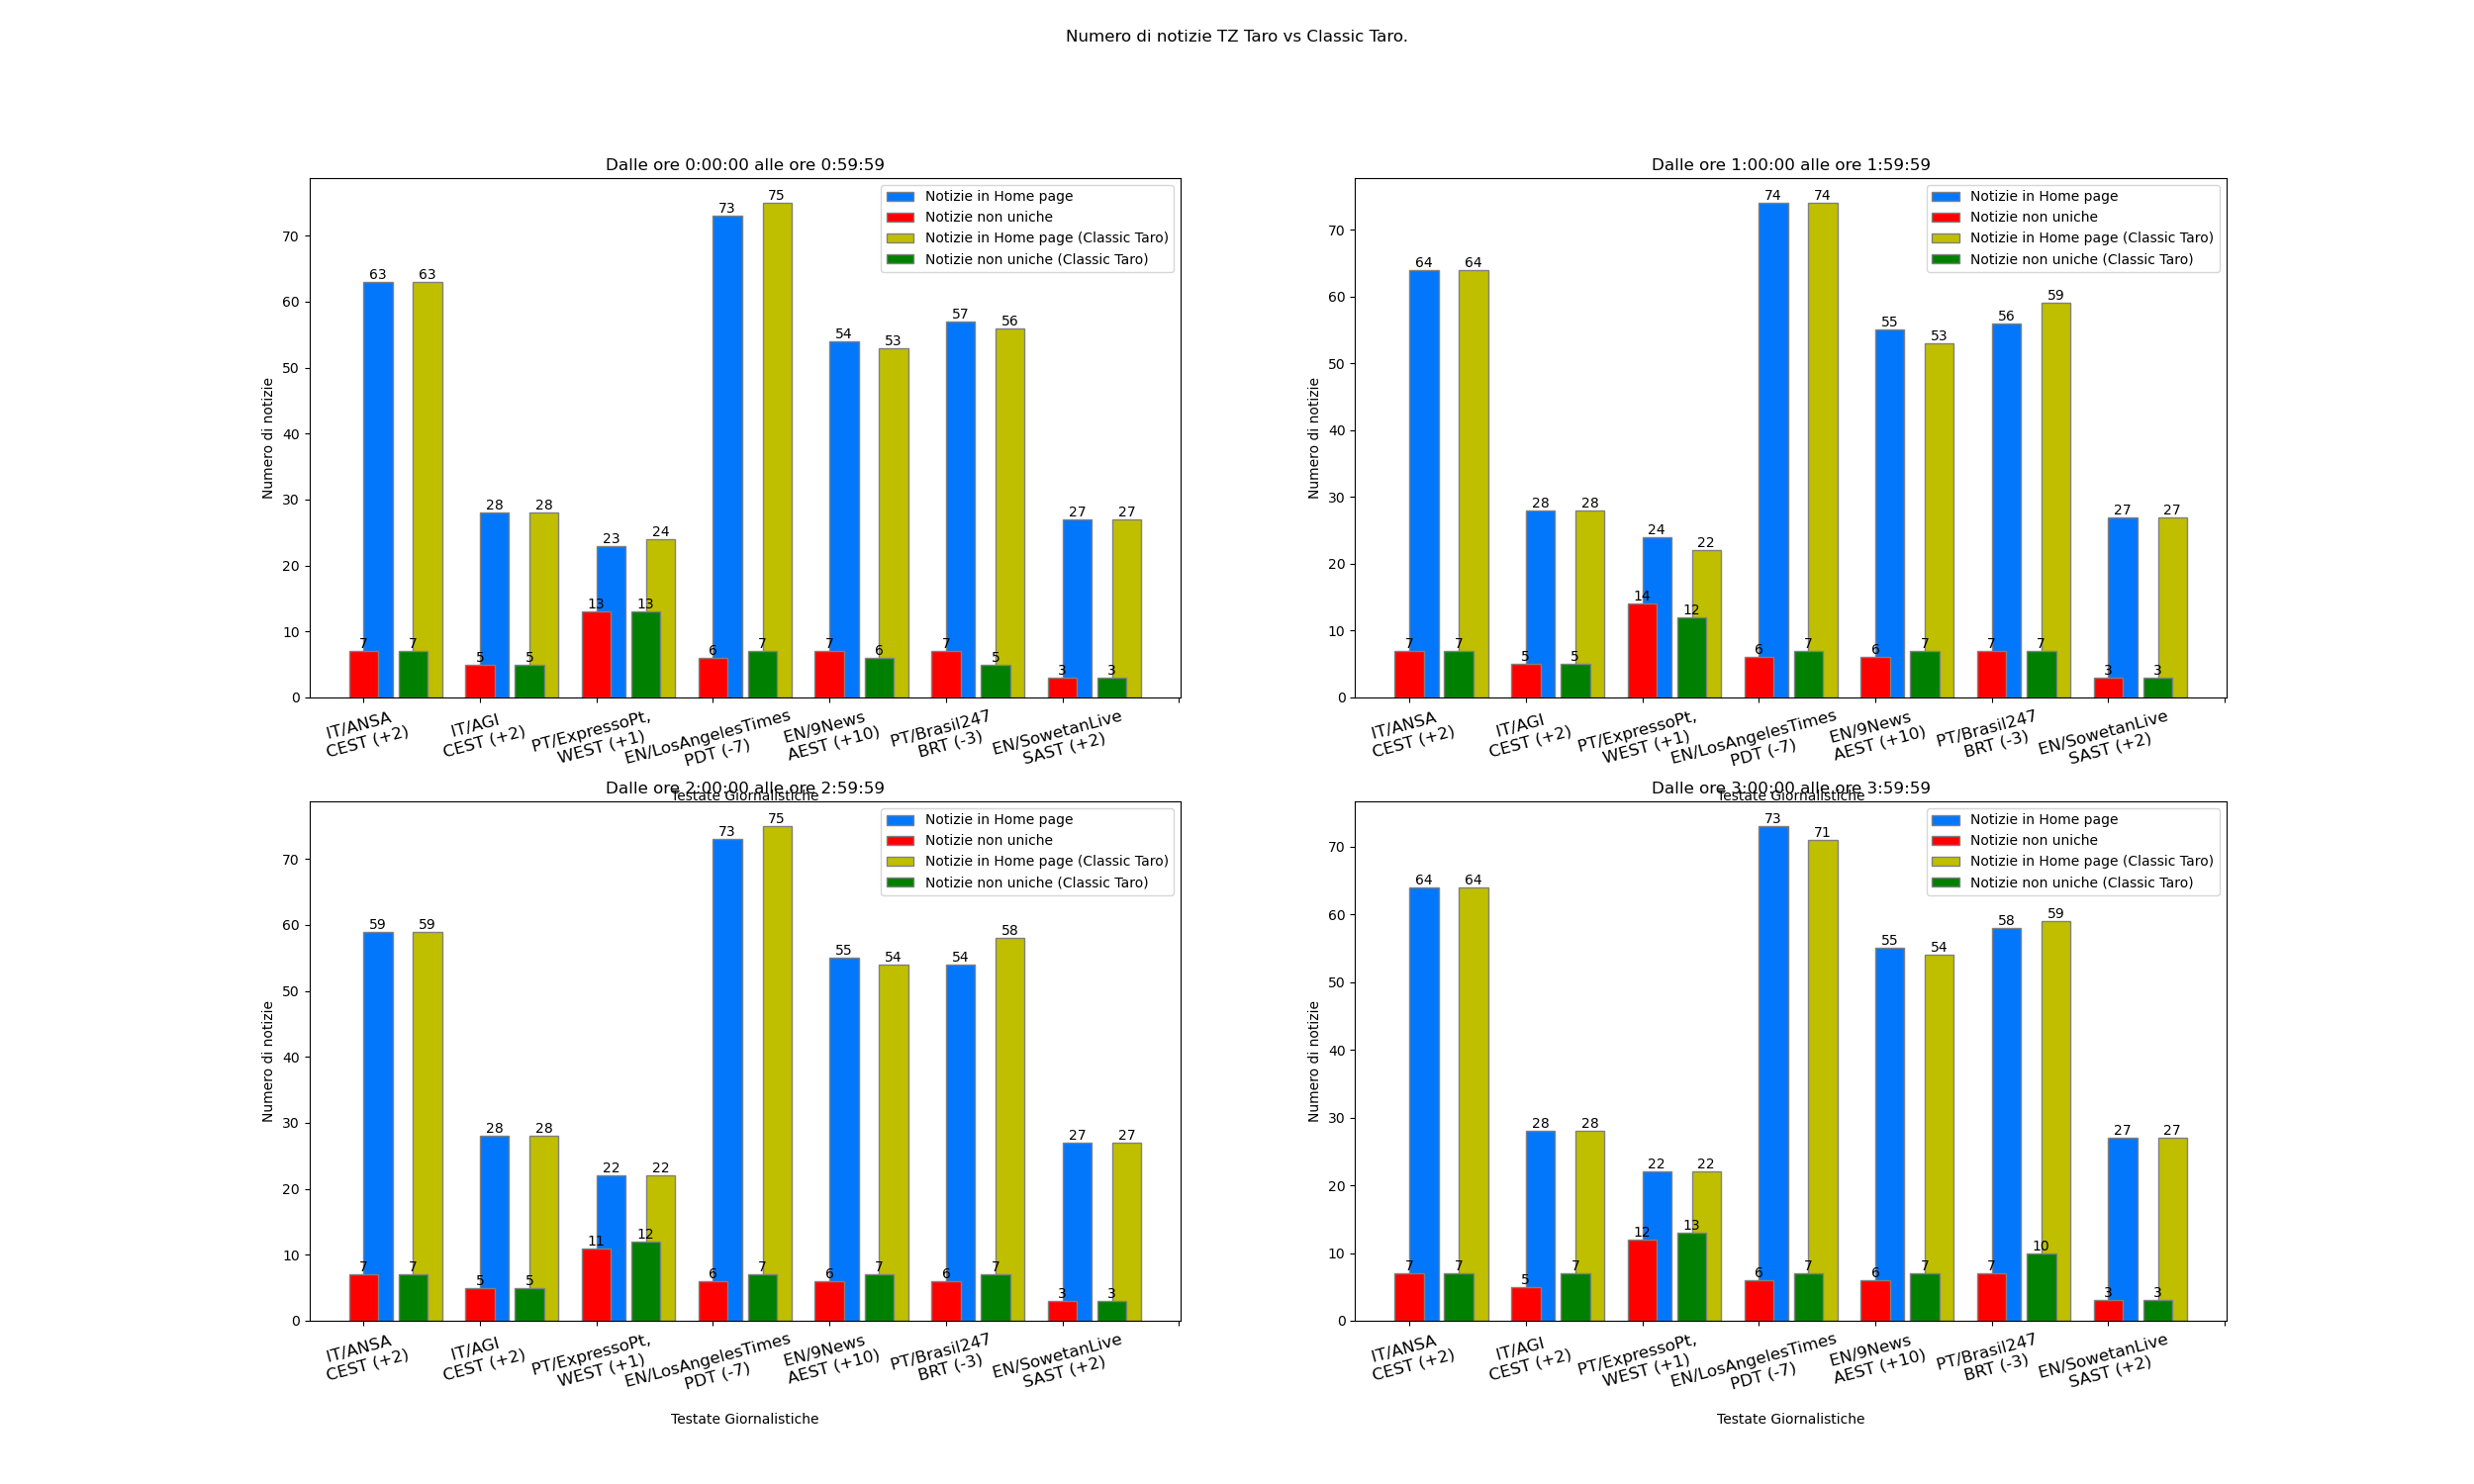 Numero di notizie TZ Taro vs Classic Taro.
Dalle ore 0:00:00 alle ore 0:59:59
Notizie in Home page
Notizie non uniche
Notizie in Home page (Classic Taro)
Notizie non uniche (Classic Taro)
Numero di notizie
70
60
50
40
30
20
10
0
63 63 28 28 23 24 73 75 54 53 57 56 27 27
7 7 5 5 13 13 6 7 7 6 7 5 3 3
IT/ANSA
CEST (+2)
IT/AGI
CEST (+2)
PT/ExpressoPt,
WEST (+1)
EN/LosAngelesTimes
PDT (-7)
EN/9News
AEST (+10)
PT/Brasil247
BRT (-3)
EN/SowetanLive
SAST (+2)
Testate Giornalistiche
Dalle ore 1:00:00 alle ore 1:59:59
Notizie in Home page
Notizie non uniche
Notizie in Home page (Classic Taro)
Notizie non uniche (Classic Taro)
Numero di notizie
70
60
50
40
30
20
10
0
64 64 28 28 24 22 74 74 55 53 56 59 27 27
7 7 5 5 14 12 6 7 6 7 7 7 3 3
IT/ANSA
CEST (+2)
IT/AGI
CEST (+2)
PT/ExpressoPt,
WEST (+1)
EN/LosAngelesTimes
PDT (-7)
EN/9News
AEST (+10)
PT/Brasil247
BRT (-3)
EN/SowetanLive
SAST (+2)
Testate Giornalistiche
Dalle ore 2:00:00 alle ore 2:59:59
Notizie in Home page
Notizie non uniche
Notizie in Home page (Classic Taro)
Notizie non uniche (Classic Taro)
Numero di notizie
70
60
50
40
30
20
10
0
59 59 28 28 22 22 73 75 55 54 54 58 27 27
7 7 5 5 11 12 6 7 6 7 6 7 3 3
IT/ANSA
CEST (+2)
IT/AGI
CEST (+2)
PT/ExpressoPt,
WEST (+1)
EN/LosAngelesTimes
PDT (-7)
EN/9News
AEST (+10)
PT/Brasil247
BRT (-3)
EN/SowetanLive
SAST (+2)
Testate Giornalistiche
Dalle ore 3:00:00 alle ore 3:59:59
Notizie in Home page
Notizie non uniche
Notizie in Home page (Classic Taro)
Notizie non uniche (Classic Taro)
Numero di notizie
70
60
50
40
30
20
10
0
64 64 28 28 22 22 73 71 55 54 58 59 27 27
7 7 5 7 12 13 6 7 6 7 7 10 3 3
IT/ANSA
CEST (+2)
IT/AGI
CEST (+2)
PT/ExpressoPt,
WEST (+1)
EN/LosAngelesTimes
PDT (-7)
EN/9News
AEST (+10)
PT/Brasil247
BRT (-3)
EN/SowetanLive
SAST (+2)
Testate Giornalistiche